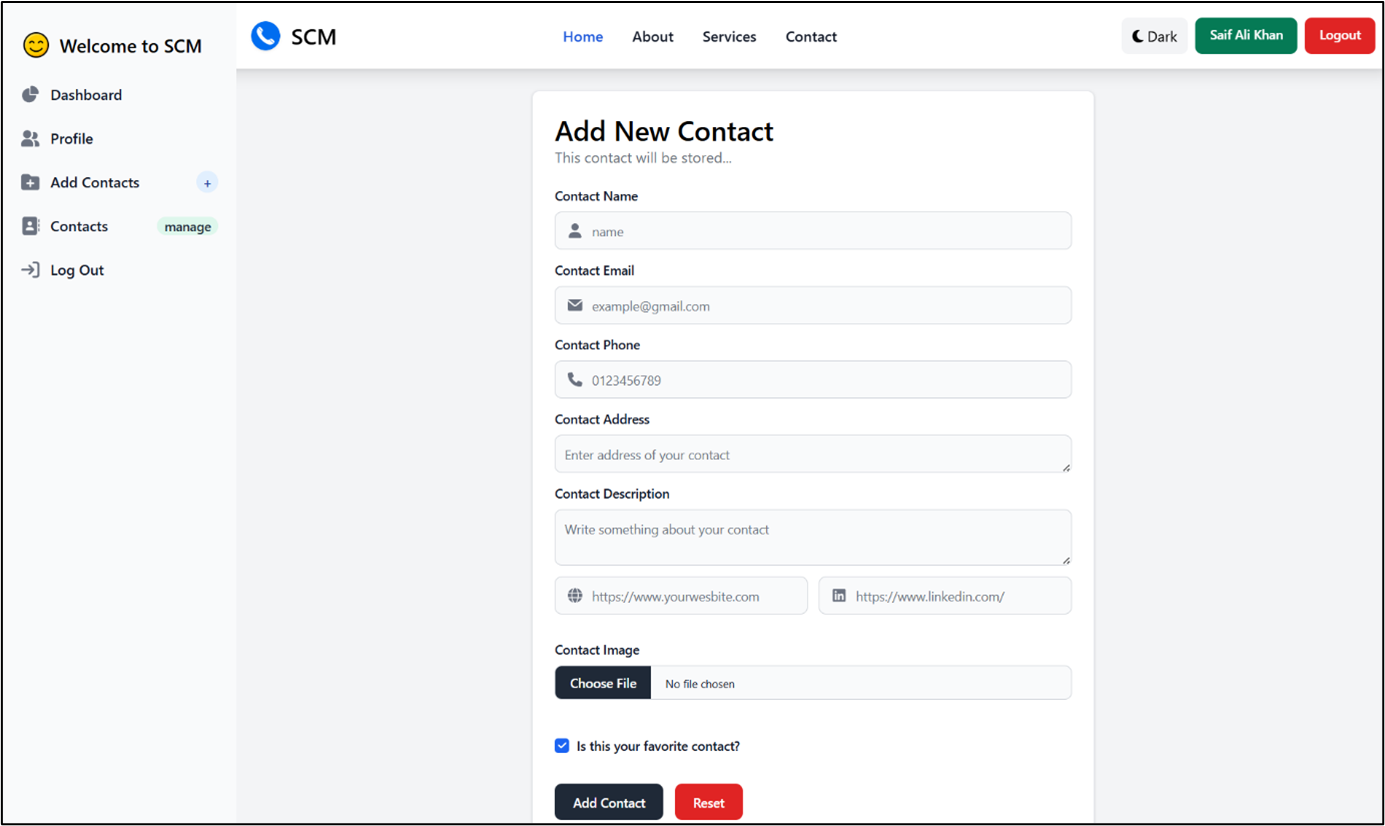 Welcome to SCM
Dashboard
Profile
Add Contacts +
Contacts manage
Log Out
SCM
Home About Services Contact
Dark Saif Ali Khan Logout
Add New Contact
This contact will be stored...
Contact Name
name
Contact Email
example@gmail.com
Contact Phone
0123456789
Contact Address
Enter address of your contact
Contact Description
Write something about your contact
https://www.yourwesbite.com https://www.linkedin.com/
Contact Image
Choose File No file chosen
Is this your favorite contact?
Add Contact Reset